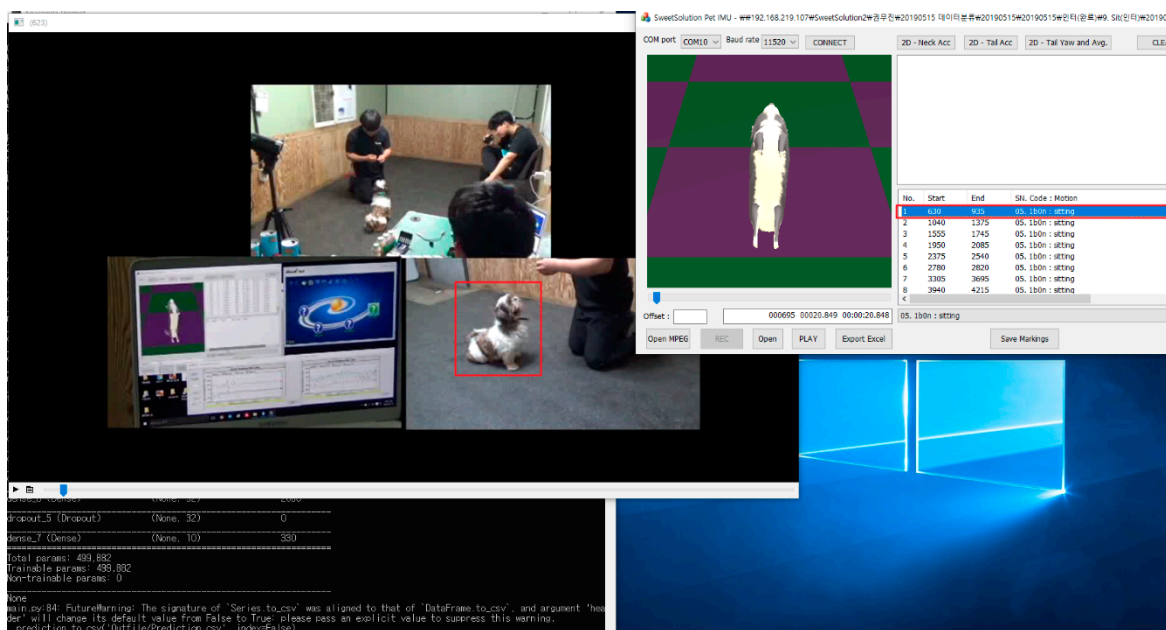 (623)
SweetSolution Pet IMU - ₩₩192.168.219.107₩SweetSolution2₩권우진₩20190515 데이터분류₩20190515₩20190515₩인터(완료)₩9. Sit(인터)₩20190
COM port COM10 Baud rate 11520 CONNECT 2D - Neck Acc 2D - Tail Acc 2D - Tail Yaw and Avg. CLEA
No. Start End SN. Code : Motion
1 630 935 05. 1b0n : sitting
2 1040 1375 05. 1b0n : sitting
3 1555 1745 05. 1b0n : sitting
4 1950 2085 05. 1b0n : sitting
5 2375 2540 05. 1b0n : sitting
6 2780 2820 05. 1b0n : sitting
7 3305 3695 05. 1b0n : sitting
8 3940 4215 05. 1b0n : sitting
Offset : 000695 00020.849 00:00:20.848 05. 1b0n : sitting
Open MPEG REC Open PLAY Export Excel Save Markings
dense_6 (Dense) (None, 32) 2080
dropout_5 (Dropout) (None, 32) 0
dense_7 (Dense) (None, 10) 330
Total params: 499,882
Trainable params: 499,882
Non-trainable params: 0
None
main.py:84: FutureWarning: The signature of `Series.to_csv` was aligned to that of `DataFrame.to_csv`, and argument 'hea
der' will change its default value from False to True: please pass an explicit value to suppress this warning.
prediction.to_csv('Outfile/Prediction.csv', index=False)